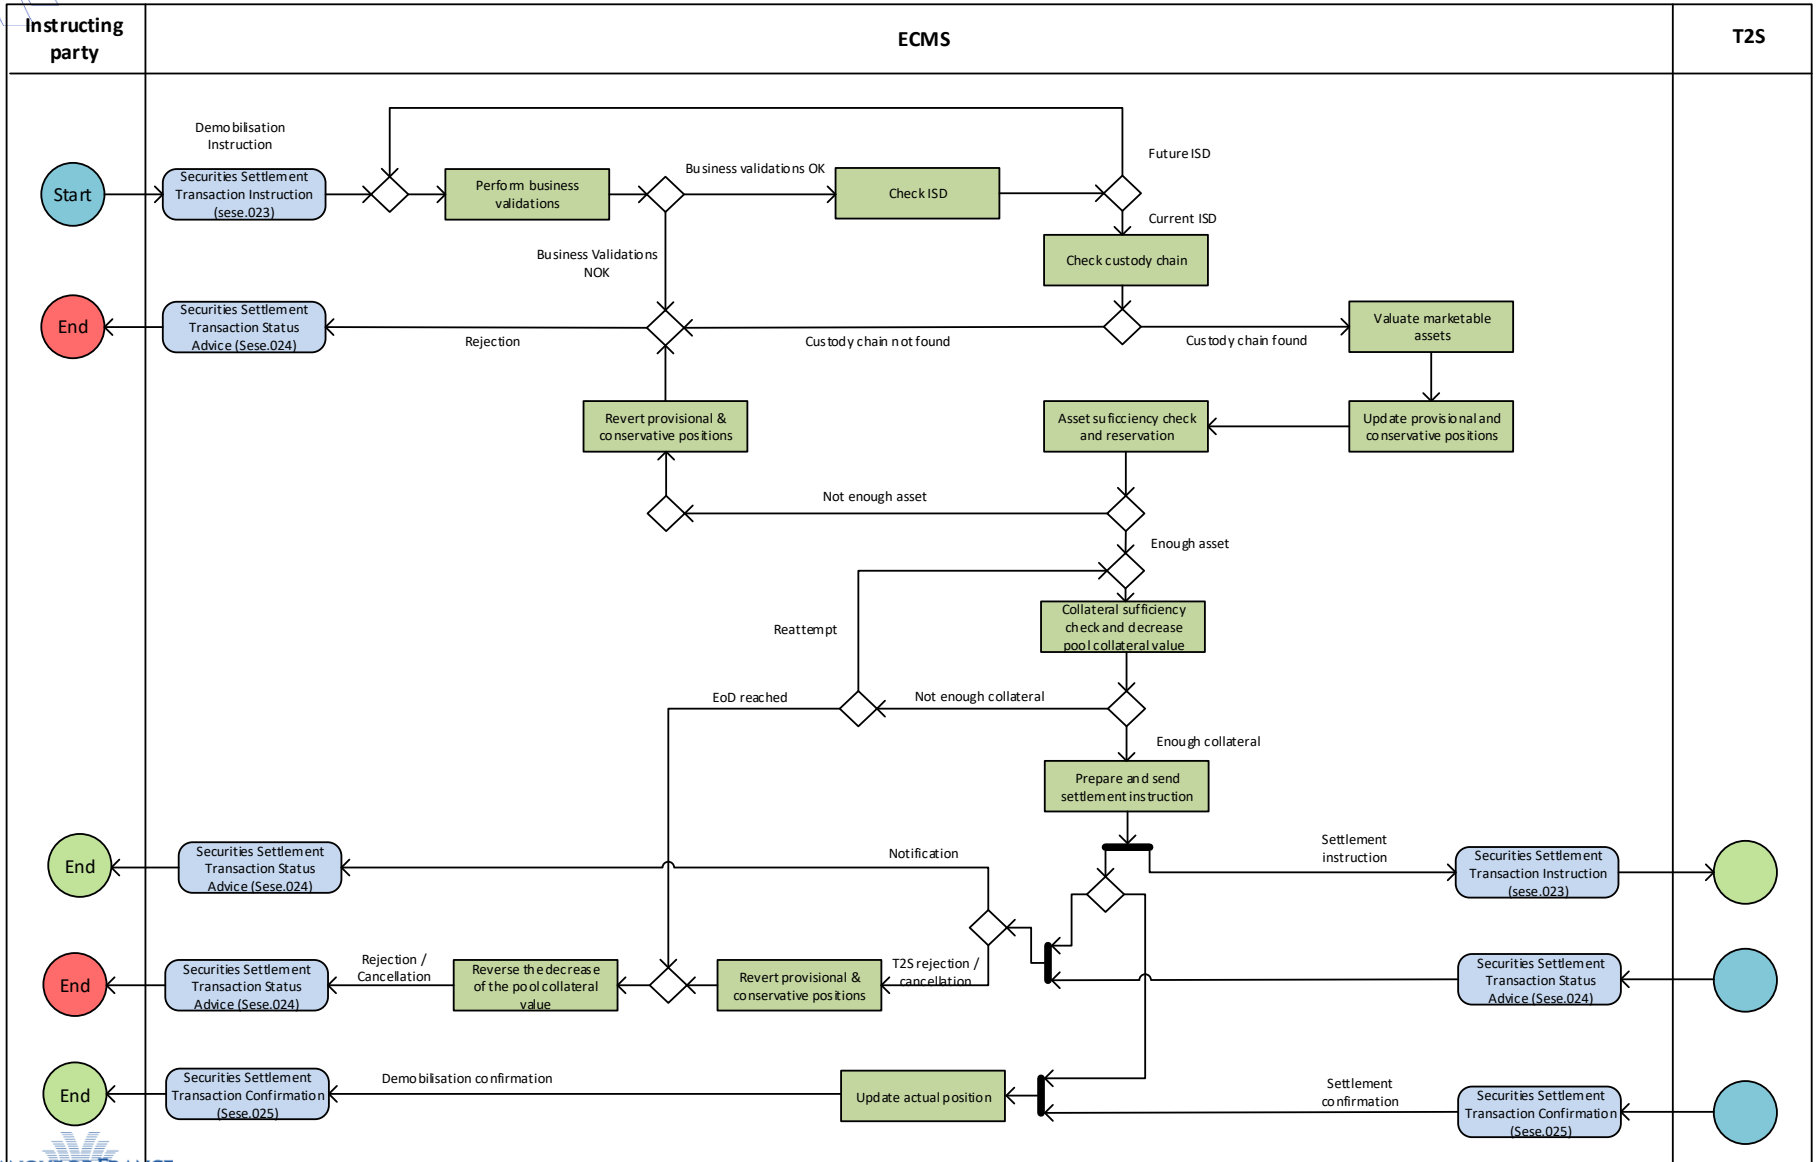 Instructing
party
ECMS
T2S
Demobilisation
Instruction
Start
Securities Settlement
Transaction Instruction
(sese.023)
Perform business
validations
Business validations OK
Check ISD
Future ISD
Current ISD
Business Validations
NOK
Check custody chain
End
Securities Settlement
Transaction Status
Advice (Sese.024)
Rejection
Custody chain not found
Custody chain found
Valuate marketable
assets
Revert provisional &
conservative positions
Asset suficciency check
and reservation
Update provisional and
conservative positions
Not enough asset
Enough asset
Collateral sufficiency
check and decrease
pool collateral value
Reattempt
EoD reached
Not enough collateral
Enough collateral
Prepare and send
settlement instruction
End
Securities Settlement
Transaction Status
Advice (Sese.024)
Notification
Settlement
instruction
Securities Settlement
Transaction Instruction
(sese.023)
End
Securities Settlement
Transaction Status
Advice (Sese.024)
Rejection /
Cancellation
Reverse the decrease
of the pool collateral
value
Revert provisional &
conservative positions
T2S rejection /
cancellation
Securities Settlement
Transaction Status
Advice (Sese.024)
End
Securities Settlement
Transaction Confirmation
(Sese.025)
Demobilisation confirmation
Update actual position
Settlement
confirmation
Securities Settlement
Transaction Confirmation
(Sese.025)